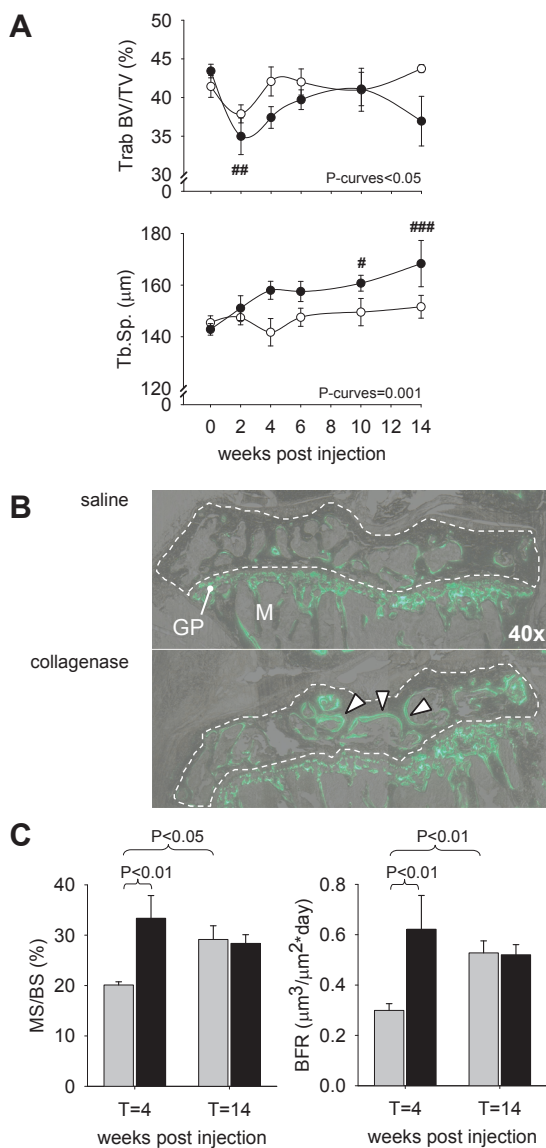 A
50
45
40
35
30
0
Trab BV/TV (%)
##
P-curves<0.05
180
160
140
120
0
Tb.Sp. (μm)
#
###
P-curves=0.001
0 2 4 6 10 14
weeks post injection
B
saline
GP
M
40x
collagenase
C
P<0.05
P<0.01
40
30
20
10
0
MS/BS (%)
T=4 T=14
weeks post injection
P<0.01
P<0.01
0.8
0.6
0.4
0.2
0.0
BFR (μm³/μm²*day)
T=4 T=14
weeks post injection